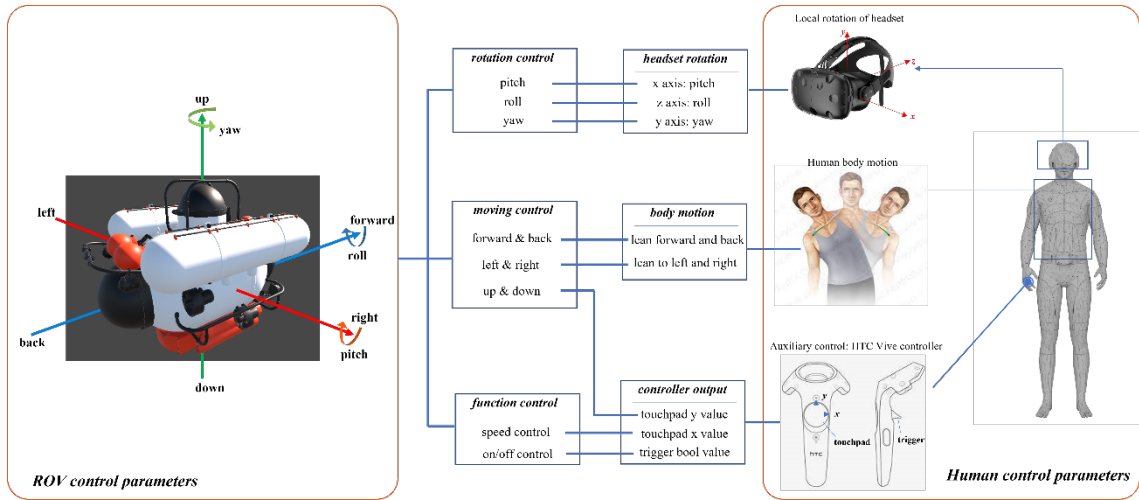 up
yaw
left
forward
roll
right
pitch
back
down
ROV control parameters
rotation control
pitch
roll
yaw
headset rotation
x axis: pitch
z axis: roll
y axis: yaw
moving control
forward & back
left & right
up & down
body motion
lean forward and back
lean to left and right
function control
speed control
on/off control
controller output
touchpad y value
touchpad x value
trigger bool value
Local rotation of headset
y
z
x
Human body motion
Auxiliary control: HTC Vive controller
y
x
touchpad
trigger
hTC
Human control parameters